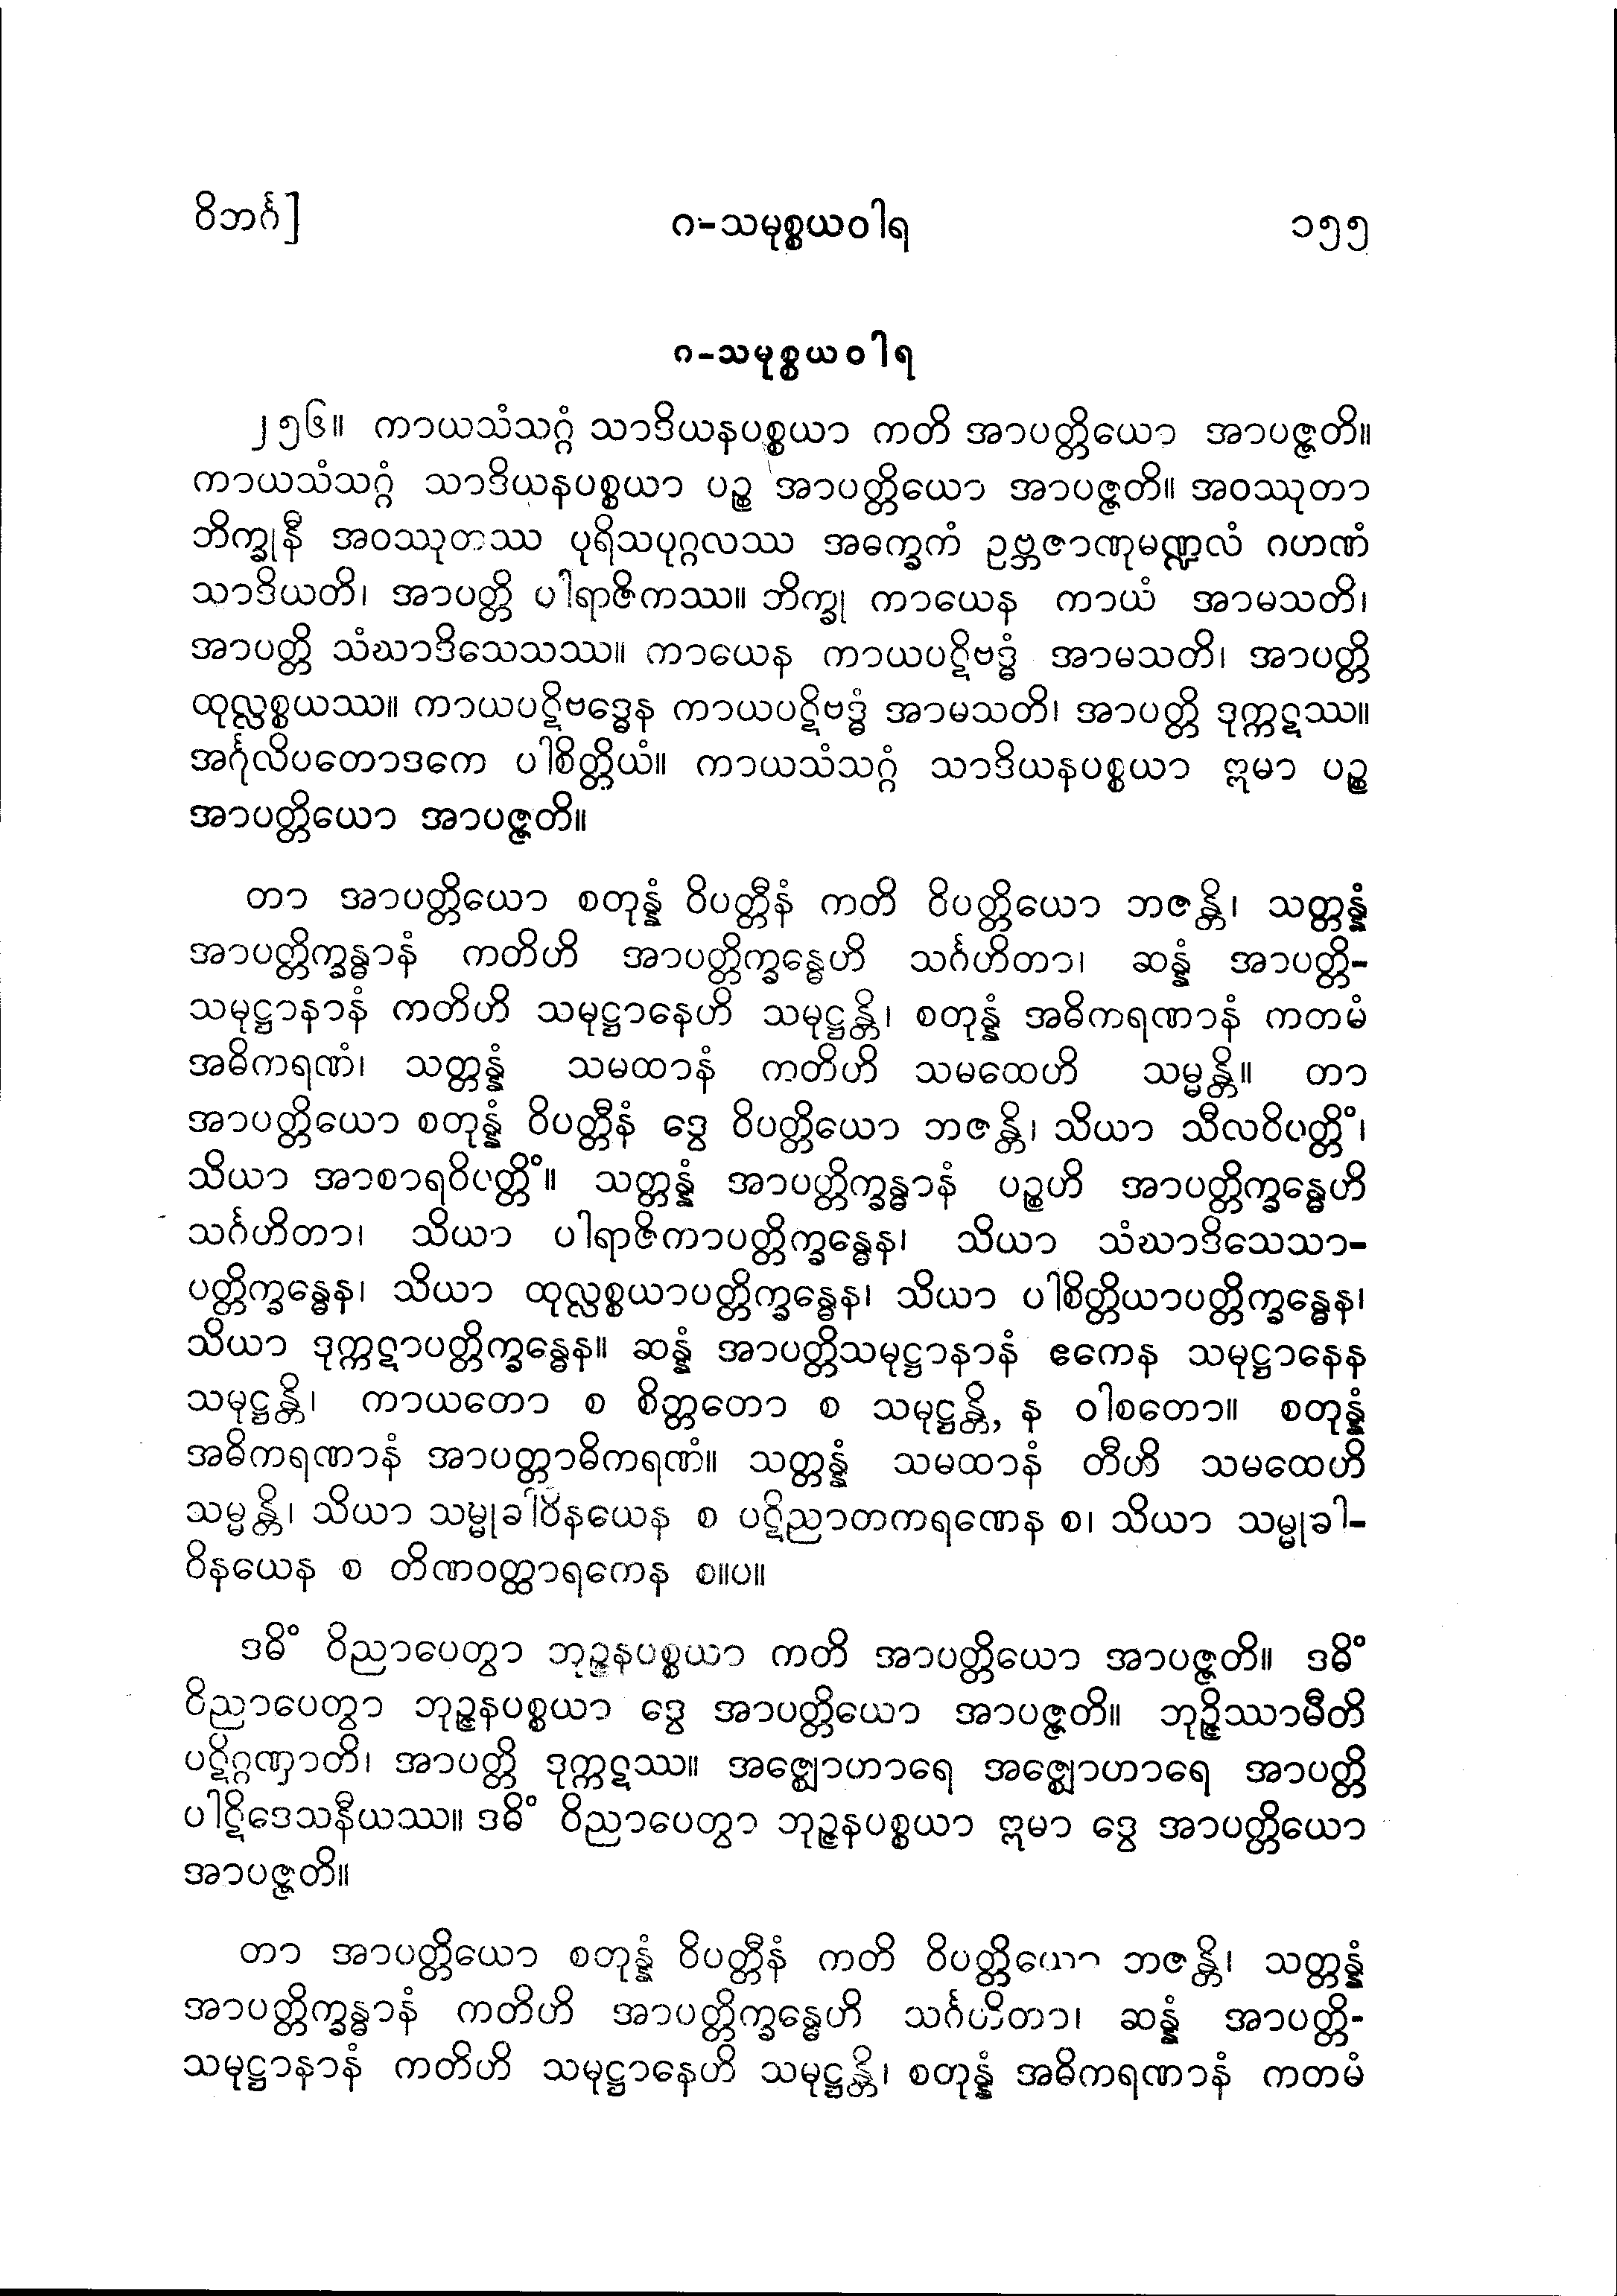 ဝိဘင်္ဂ]
ဂ-သမုစ္စယဝါရ
၁၅၅
ဂ-သမုစ္စယဝါရ
၂၅၆။ ကာယသံသဂ္ဂံ သာဒိယနပစ္စယာ ကတိ အာပတ္တိယော အာပဇ္ဇတိ။
ကာယသံသဂ္ဂံ သာဒိယနပစ္စယာ ပဉ္စ အာပတ္တိယော အာပဇ္ဇတိ။ အဝဿုတာ
ဘိက္ခုနီ အဝဿုတဿ ပုရိသပုဂ္ဂလဿ အဓက္ခကံ ဥဗ္ဘဇာဏုမဏ္ဍလံ ဂဟဏံ
သာဒိယတိ၊ အာပတ္တိ ပါရာဇိကဿ။ ဘိက္ခု ကာယေန ကာယံ အာမသတိ၊
အာပတ္တိ သံဃာဒိသေသဿ။ ကာယေန ကာယပဋိဗဒ္ဓံ အာမသတိ၊ အာပတ္တိ
ထုလ္လစ္စယဿ။ ကာယပဋိဗဒ္ဓေန ကာယပဋိဗဒ္ဓံ အာမသတိ၊ အာပတ္တိ ဒုက္ကဋဿ။
အင်္ဂုလိပတောဒကေ ပါစိတ္တိယံ။ ကာယသံသဂ္ဂံ သာဒိယနပစ္စယာ ဣမာ ပဉ္စ
အာပတ္တိယော အာပဇ္ဇတိ။
တာ အာပတ္တိယော စတုန္နံ ဝိပတ္တီနံ ကတိ ဝိပတ္တိယော ဘဇန္တိ၊ သတ္တန္နံ
အာပတ္တိက္ခန္ဓာနံ ကတိဟိ အာပတ္တိက္ခန္ဓေဟိ သင်္ဂဟိတာ၊ ဆန္နံ အာပတ္တိ-
သမုဋ္ဌာနာနံ ကတိဟိ သမုဋ္ဌာနေဟိ သမုဋ္ဌန္တိ၊ စတုန္နံ အဓိကရဏာနံ ကတမံ
အဓိကရဏံ၊ သတ္တန္နံ သမထာနံ ကတိဟိ သမထေဟိ သမ္မန္တိ။ တာ
အာပတ္တိယော စတုန္နံ ဝိပတ္တီနံ ဒွေ ဝိပတ္တိယော ဘဇန္တိ၊ သိယာ သီလဝိပတ္တိံ၊
သိယာ အာစာရဝိပတ္တိံ။ သတ္တန္နံ အာပတ္တိက္ခန္ဓာနံ ပဉ္စဟိ အာပတ္တိက္ခန္ဓေဟိ
သင်္ဂဟိတာ၊ သိယာ ပါရာဇိကာပတ္တိက္ခန္ဓေန၊ သိယာ သံဃာဒိသေသာ-
ပတ္တိက္ခန္ဓေန၊ သိယာ ထုလ္လစ္စယာပတ္တိက္ခန္ဓေန၊ သိယာ ပါစိတ္တိယာပတ္တိက္ခန္ဓေန၊
သိယာ ဒုက္ကဋာပတ္တိက္ခန္ဓေန။ ဆန္နံ အာပတ္တိသမုဋ္ဌာနာနံ ဧကေန သမုဋ္ဌာနေန
သမုဋ္ဌန္တိ၊ ကာယတော စ စိတ္တတော စ သမုဋ္ဌန္တိ, န ဝါစတော။ စတုန္နံ
အဓိကရဏာနံ အာပတ္တာဓိကရဏံ။ သတ္တန္နံ သမထာနံ တီဟိ သမထေဟိ
သမ္မန္တိ၊ သိယာ သမ္မုခါဝိနယေန စ ပဋိညာတကရဏေန စ၊ သိယာ သမ္မုခါ-
ဝိနယေန စ တိဏဝတ္ထာရကေန စ။ပ။
ဒဓိံ ဝိညာပေတွာ ဘုဉ္ဇနပစ္စယာ ကတိ အာပတ္တိယော အာပဇ္ဇတိ။ ဒဓိံ
ဝိညာပေတွာ ဘုဉ္ဇနပစ္စယာ ဒွေ အာပတ္တိယော အာပဇ္ဇတိ။ ဘုဉ္ဇိဿာမီတိ
ပဋိဂ္ဂဏှာတိ၊ အာပတ္တိ ဒုက္ကဋဿ။ အဇ္ဈောဟာရေ အဇ္ဈောဟာရေ အာပတ္တိ
ပါဋိဒေသနီယဿ။ ဒဓိံ ဝိညာပေတွာ ဘုဉ္ဇနပစ္စယာ ဣမာ ဒွေ အာပတ္တိယော
အာပဇ္ဇတိ။
တာ အာပတ္တိယော စတုန္နံ ဝိပတ္တီနံ ကတိ ဝိပတ္တိယော ဘဇန္တိ၊ သတ္တန္နံ
အာပတ္တိက္ခန္ဓာနံ ကတိဟိ အာပတ္တိက္ခန္ဓေဟိ သင်္ဂဟိတာ၊ ဆန္နံ အာပတ္တိ-
သမုဋ္ဌာနာနံ ကတိဟိ သမုဋ္ဌာနေဟိ သမုဋ္ဌန္တိ၊ စတုန္နံ အဓိကရဏာနံ ကတမံ